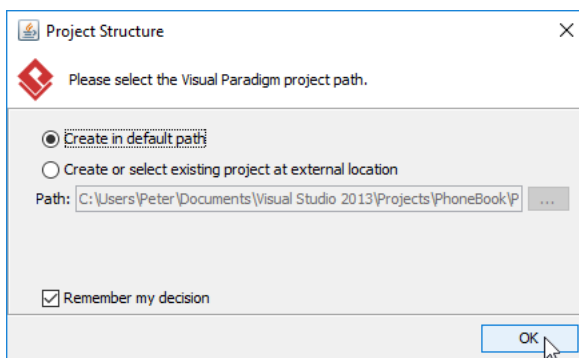 Project Structure
Please select the Visual Paradigm project path.
Create in default path
Create or select existing project at external location
Path: C:\Users\Peter\Documents\Visual Studio 2013\Projects\PhoneBook\P ...
Remember my decision
OK